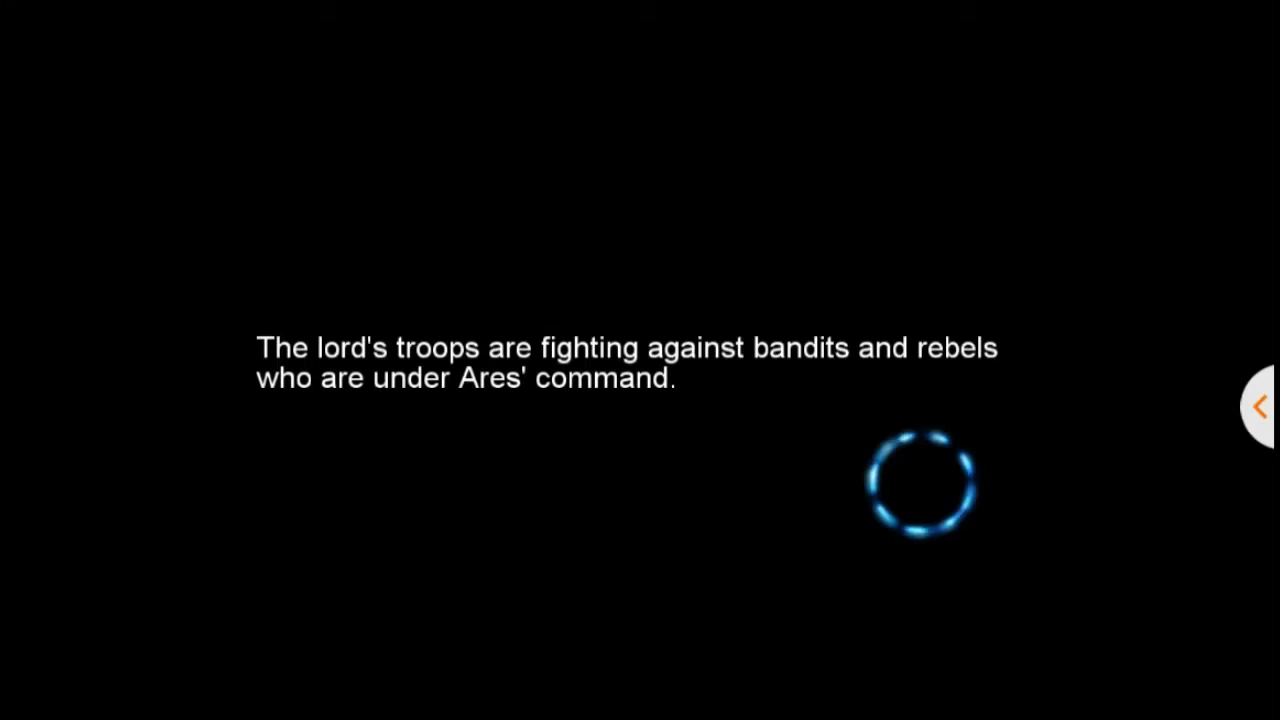 The lord's troops are fighting against bandits and rebels
who are under Ares' command.